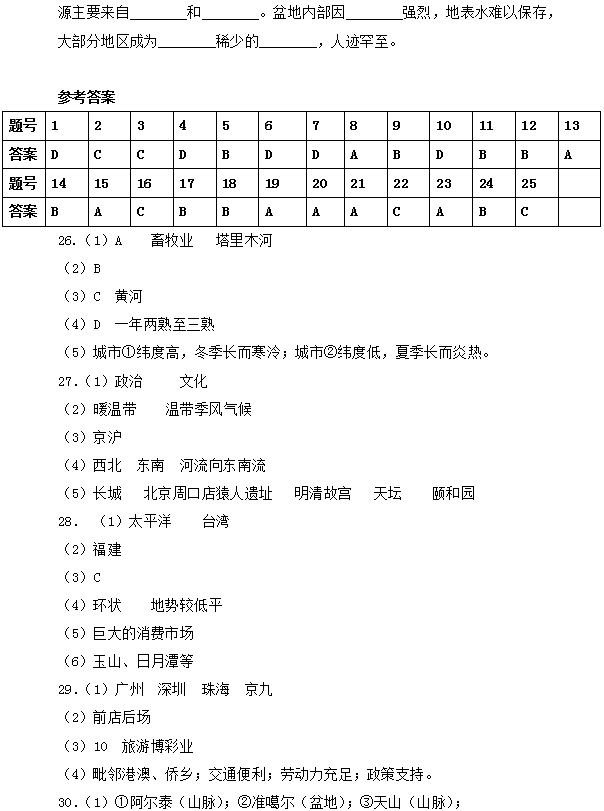 源主要来自________和________。盆地内部因________强烈，地表水难以保存，
大部分地区成为________稀少的________，人迹罕至。
参考答案
题号 1 2 3 4 5 6 7 8 9 10 11 12 13
答案 D C C D B D D A B D B B A
题号 14 15 16 17 18 19 20 21 22 23 24 25
答案 B A C B B A A A C A B C
26.（1）A 畜牧业 塔里木河
（2）B
（3）C 黄河
（4）D 一年两熟至三熟
（5）城市①纬度高，冬季长而寒冷；城市②纬度低，夏季长而炎热。
27.（1）政治 文化
（2）暖温带 温带季风气候
（3）京沪
（4）西北 东南 河流向东南流
（5）长城 北京周口店猿人遗址 明清故宫 天坛 颐和园
28. （1）太平洋 台湾
（2）福建
（3）C
（4）环状 地势较低平
（5）巨大的消费市场
（6）玉山、日月潭等
29.（1）广州 深圳 珠海 京九
（2）前店后场
（3）10 旅游博彩业
（4）毗邻港澳、侨乡；交通便利；劳动力充足；政策支持。
30.（1）①阿尔泰（山脉）；②准噶尔（盆地）；③天山（山脉）；